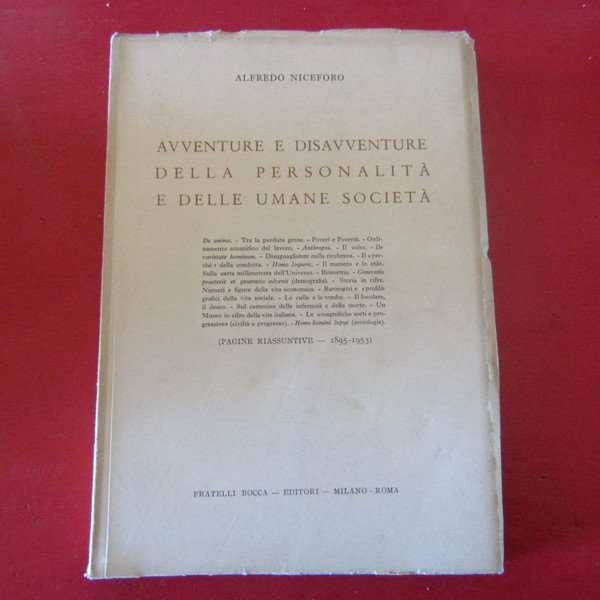 ALFREDO NICEFORO
AVVENTURE E DISAVVENTURE
DELLA PERSONALITÀ
E DELLE UMANE SOCIETÀ
De anima. - Tra la perduta gente. - Poveri e Povertà. - Ordi-
namento scientifico del lavoro. - Anthropos. - Il volto. - De
varietate hominum. - Disuguaglianze nella ricchezza. - Il « per-
chè » della condotta. - Homo loquens. - Il numero e lo stile.
Sulla carta millimetrata dell'Universo. - Biometria. - Generatio
praeterit et generatio advenit (demografia). - Storia in cifre.
Numeri e figure della vita economica. - Barometri e « profili »
grafici della vita sociale. - Le culle e le tombe. - Il focolare,
il desco. - Sul cammino delle infermità e della morte. - Un
Museo in cifre della vita italiana. - Le « magnifiche sorti e pro-
gressive » (civiltà e progresso). - Homo homini lupus (sociologia).
(PAGINE RIASSUNTIVE — 1895-1953)
FRATELLI BOCCA — EDITORI — MILANO - ROMA